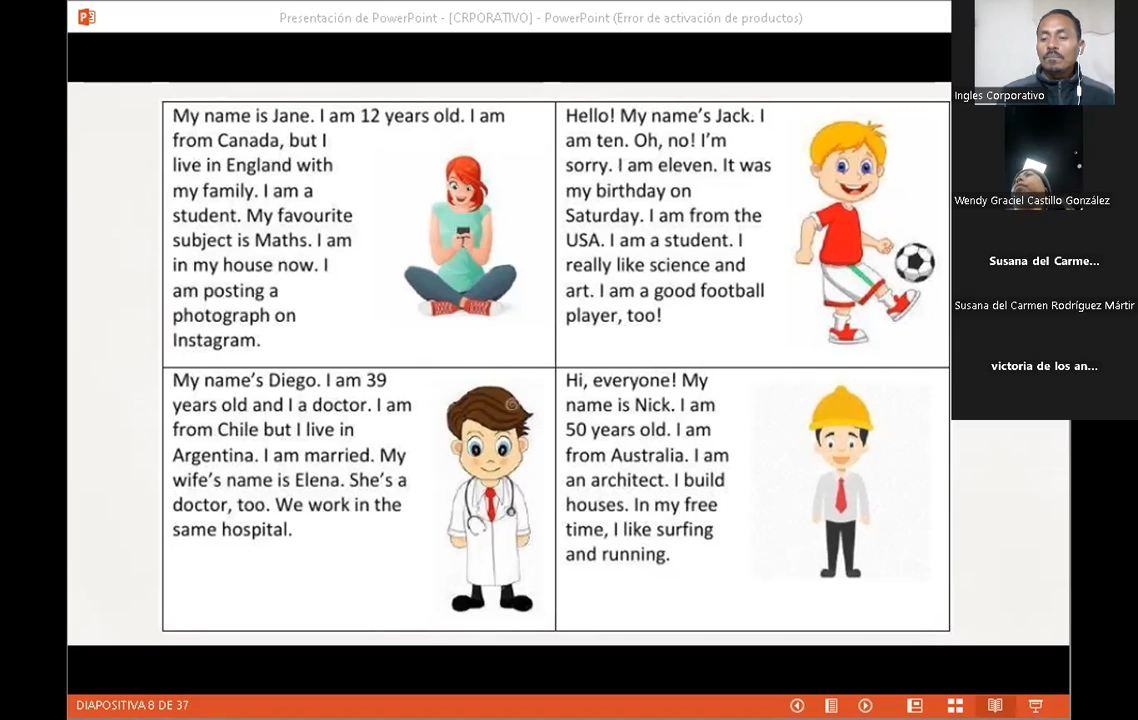 Presentación de PowerPoint - [CRPORATIVO] - PowerPoint (Error de activación de productos)
My name is Jane. I am 12 years old. I am
from Canada, but I
live in England with
my family. I am a
student. My favourite
subject is Maths. I am
in my house now. I
am posting a
photograph on
Instagram.
Hello! My name's Jack. I
am ten. Oh, no! I'm
sorry. I am eleven. It was
my birthday on
Saturday. I am from the
USA. I am a student. I
really like science and
art. I am a good football
player, too!
My name's Diego. I am 39
years old and I a doctor. I am
from Chile but I live in
Argentina. I am married. My
wife's name is Elena. She's a
doctor, too. We work in the
same hospital.
Hi, everyone! My
name is Nick. I am
50 years old. I am
from Australia. I am
an architect. I build
houses. In my free
time, I like surfing
and running.
Ingles Corporativo
Wendy Graciel Castillo González
Susana del Carme...
Susana del Carmen Rodríguez Mártir
victoria de los an...
DIAPOSITIVA 8 DE 37